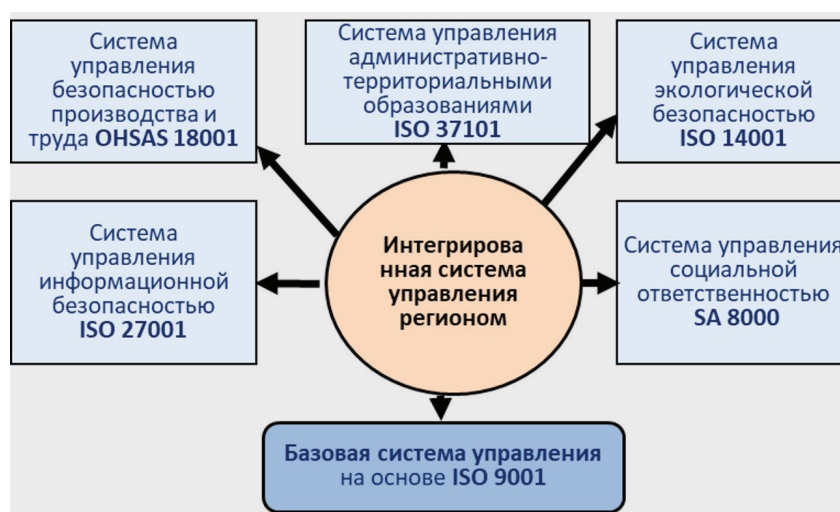 Система
управления
безопасностью
производства и
труда OHSAS 18001
Система управления
административно-
территориальными
образованиями
ISO 37101
Система
управления
экологической
безопасностью
ISO 14001
Система
управления
информационной
безопасностью
ISO 27001
Интегрирова
нная система
управления
регионом
Система управления
социальной
ответственностью
SA 8000
Базовая система управления
на основе ISO 9001